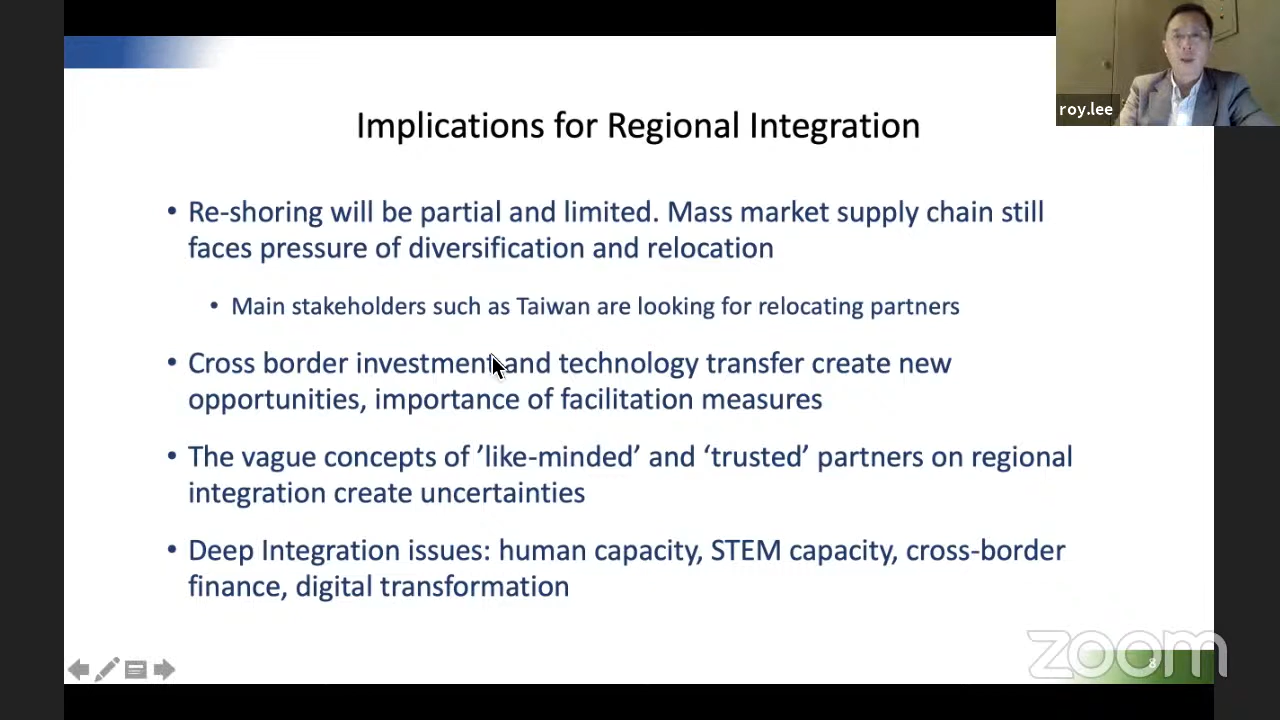 roy.lee
Implications for Regional Integration
• Re-shoring will be partial and limited. Mass market supply chain still
faces pressure of diversification and relocation
• Main stakeholders such as Taiwan are looking for relocating partners
• Cross border investment and technology transfer create new
opportunities, importance of facilitation measures
• The vague concepts of ’like-minded’ and ‘trusted’ partners on regional
integration create uncertainties
• Deep Integration issues: human capacity, STEM capacity, cross-border
finance, digital transformation
zoom
8